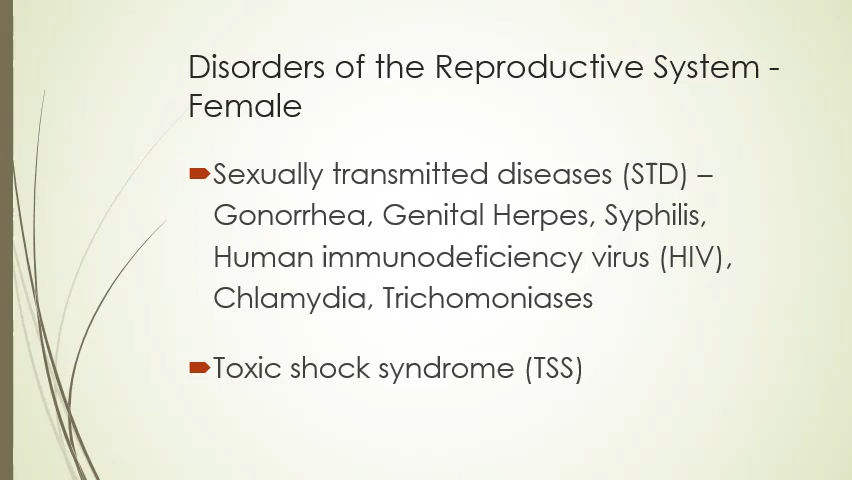 Disorders of the Reproductive System -
Female
Sexually transmitted diseases (STD) –
Gonorrhea, Genital Herpes, Syphilis,
Human immunodeficiency virus (HIV),
Chlamydia, Trichomoniases
Toxic shock syndrome (TSS)